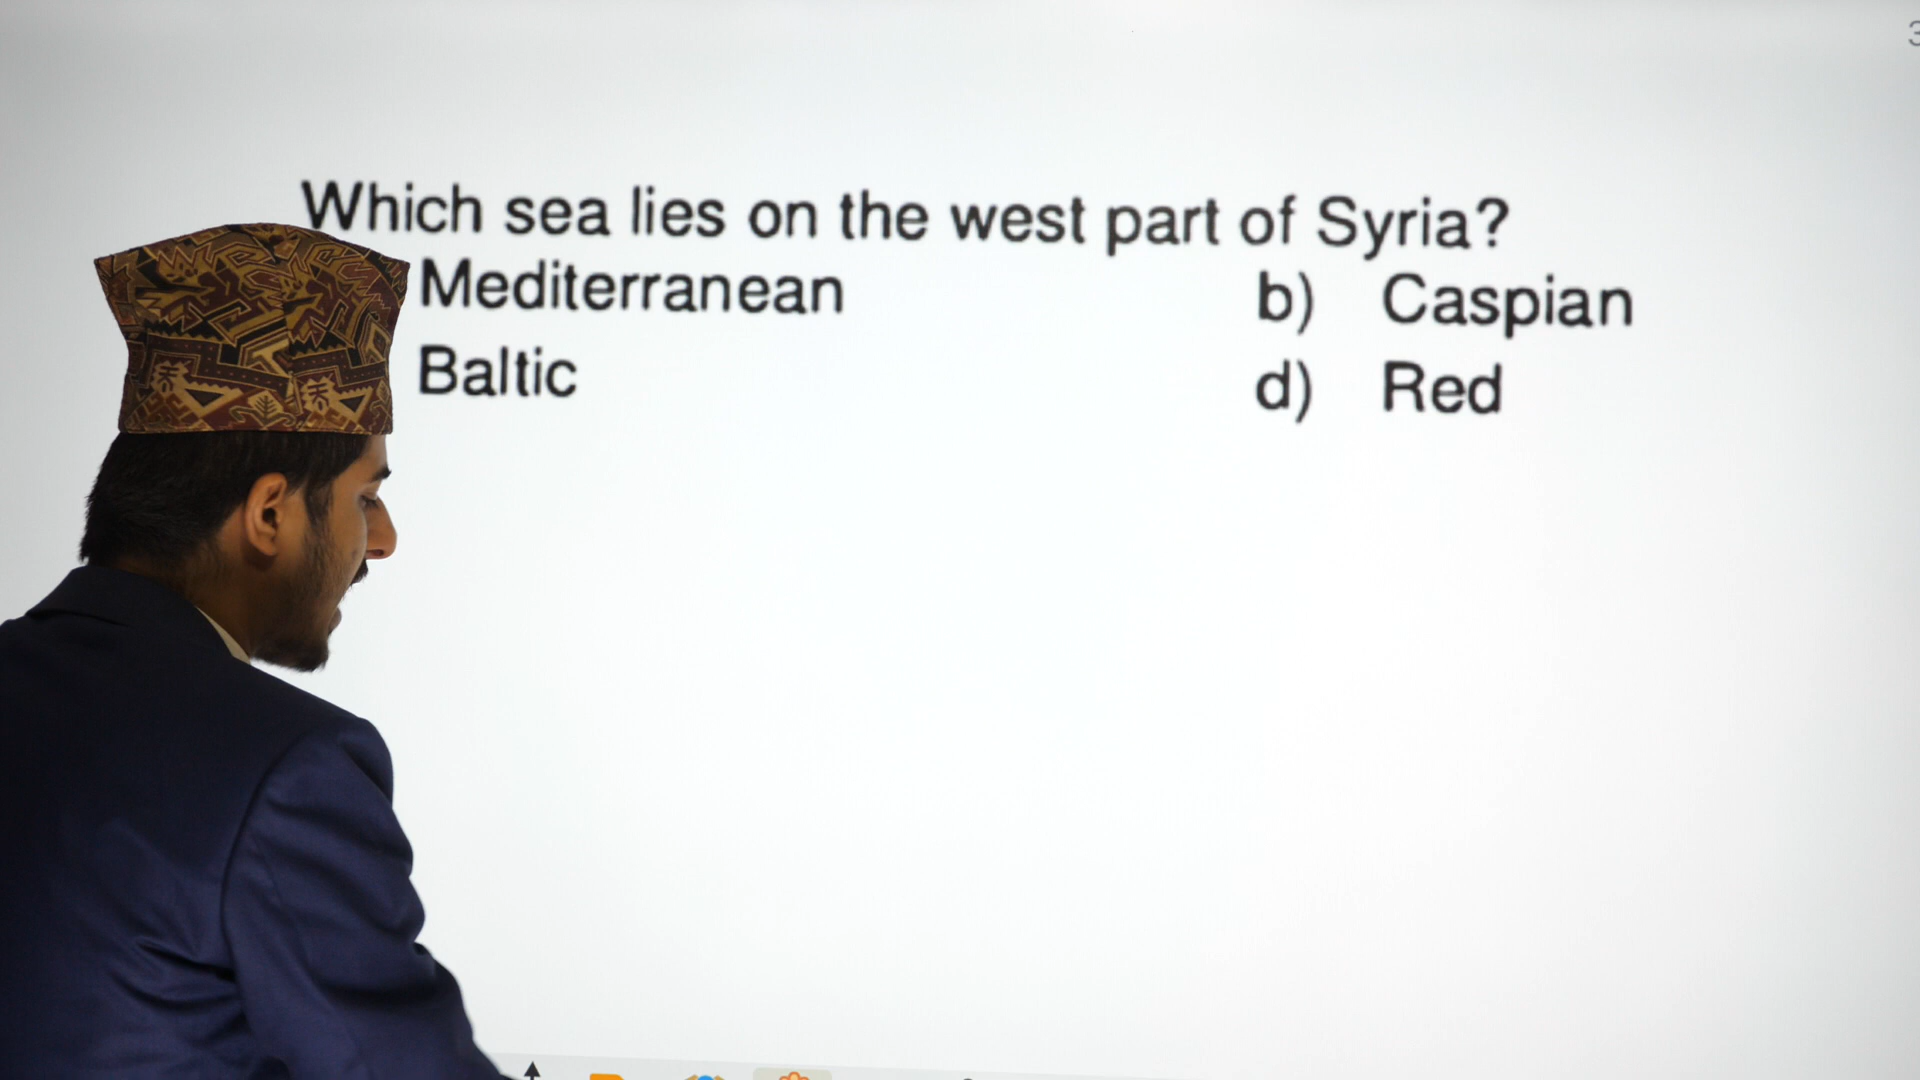 Which sea lies on the west part of Syria?
Mediterranean b) Caspian
Baltic d) Red